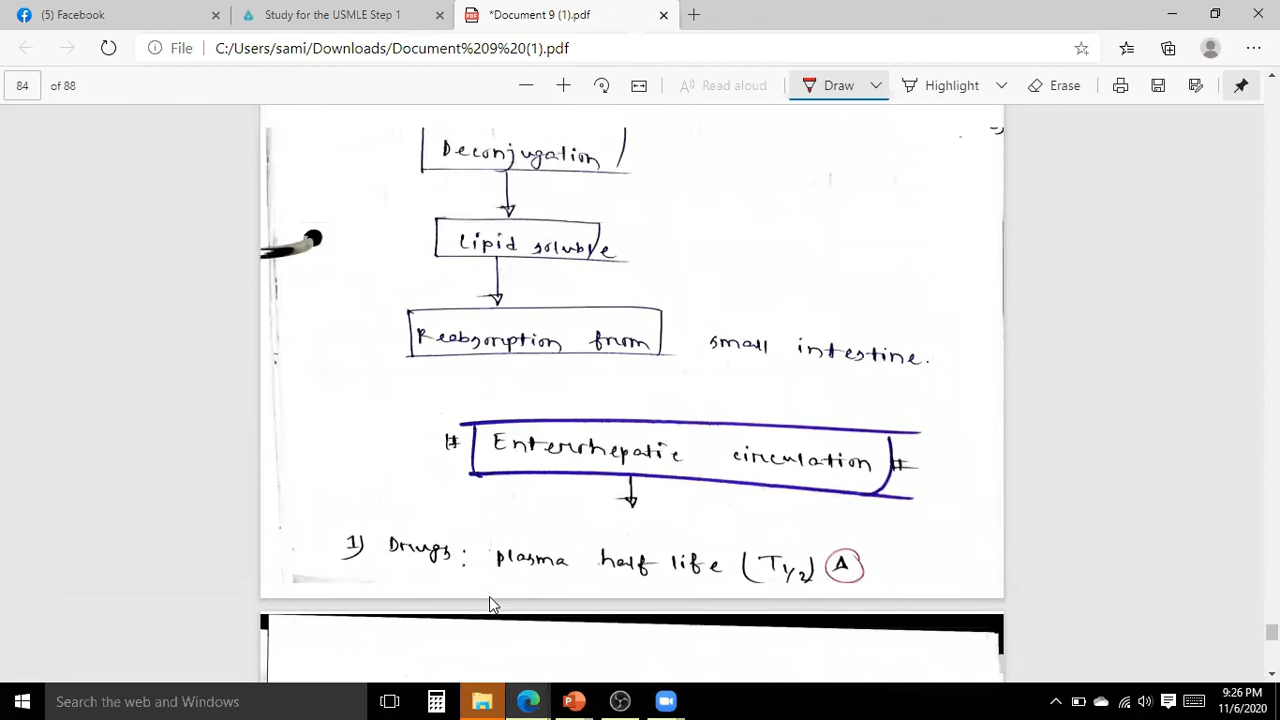 (5) Facebook
Study for the USMLE Step 1
*Document 9 (1).pdf
File
C:/Users/sami/Downloads/Document%209%20(1).pdf
84 of 88
Read aloud
Draw
Highlight
Erase
Deconjugation
Lipid soluble
Reabsorption from small intestine.
# Enterohepatic circulation #
1) Drugs: plasma half life (T1/2) A
Search the web and Windows
9:26 PM
11/6/2020